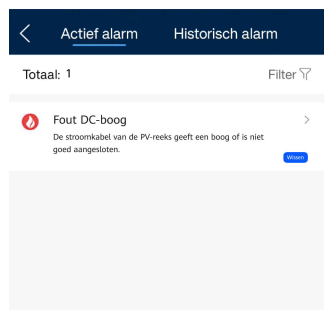 Actief alarm Historisch alarm
Totaal: 1 Filter
Fout DC-boog
De stroomkabel van de PV-reeks geeft een boog of is niet
goed aangesloten.
Wissen